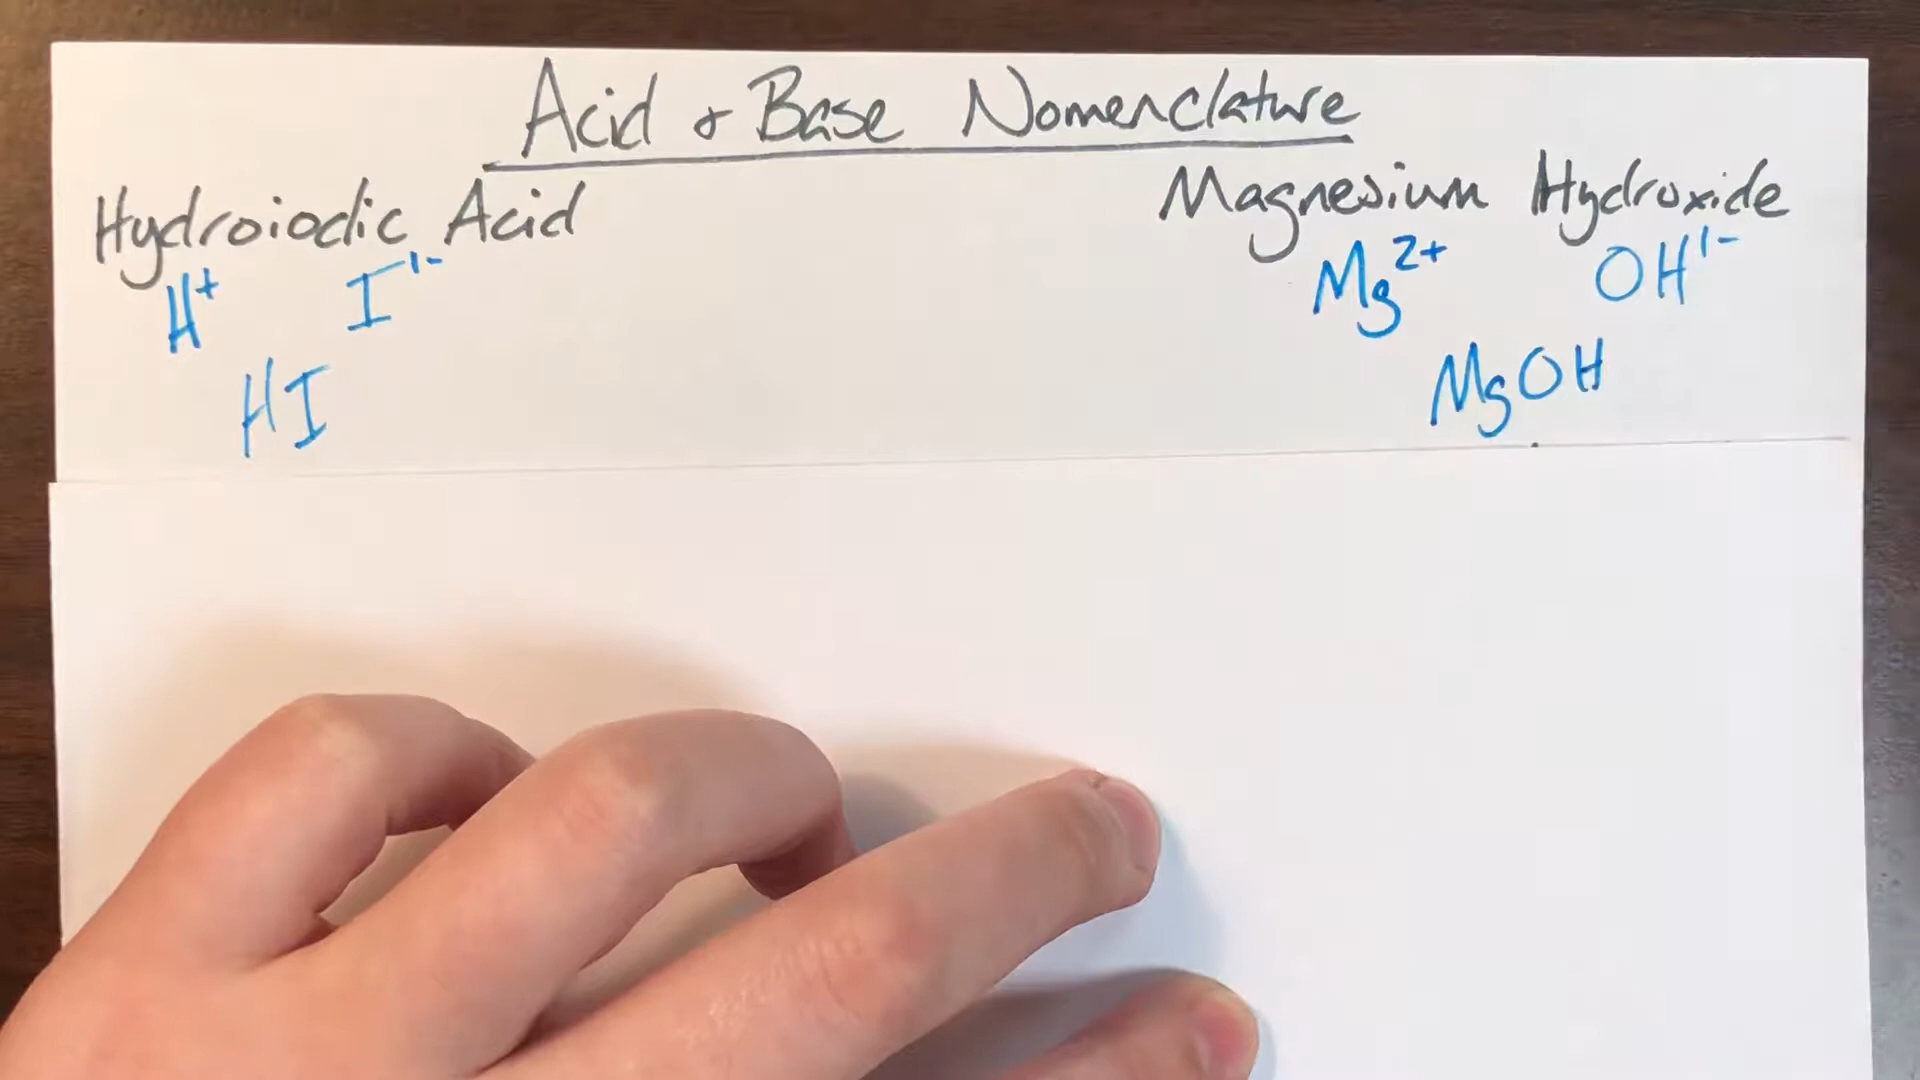 Acid & Base Nomenclature
Hydroiodic Acid
H⁺ I¹⁻
HI
Magnesium Hydroxide
Mg²⁺ OH¹⁻
MgOH